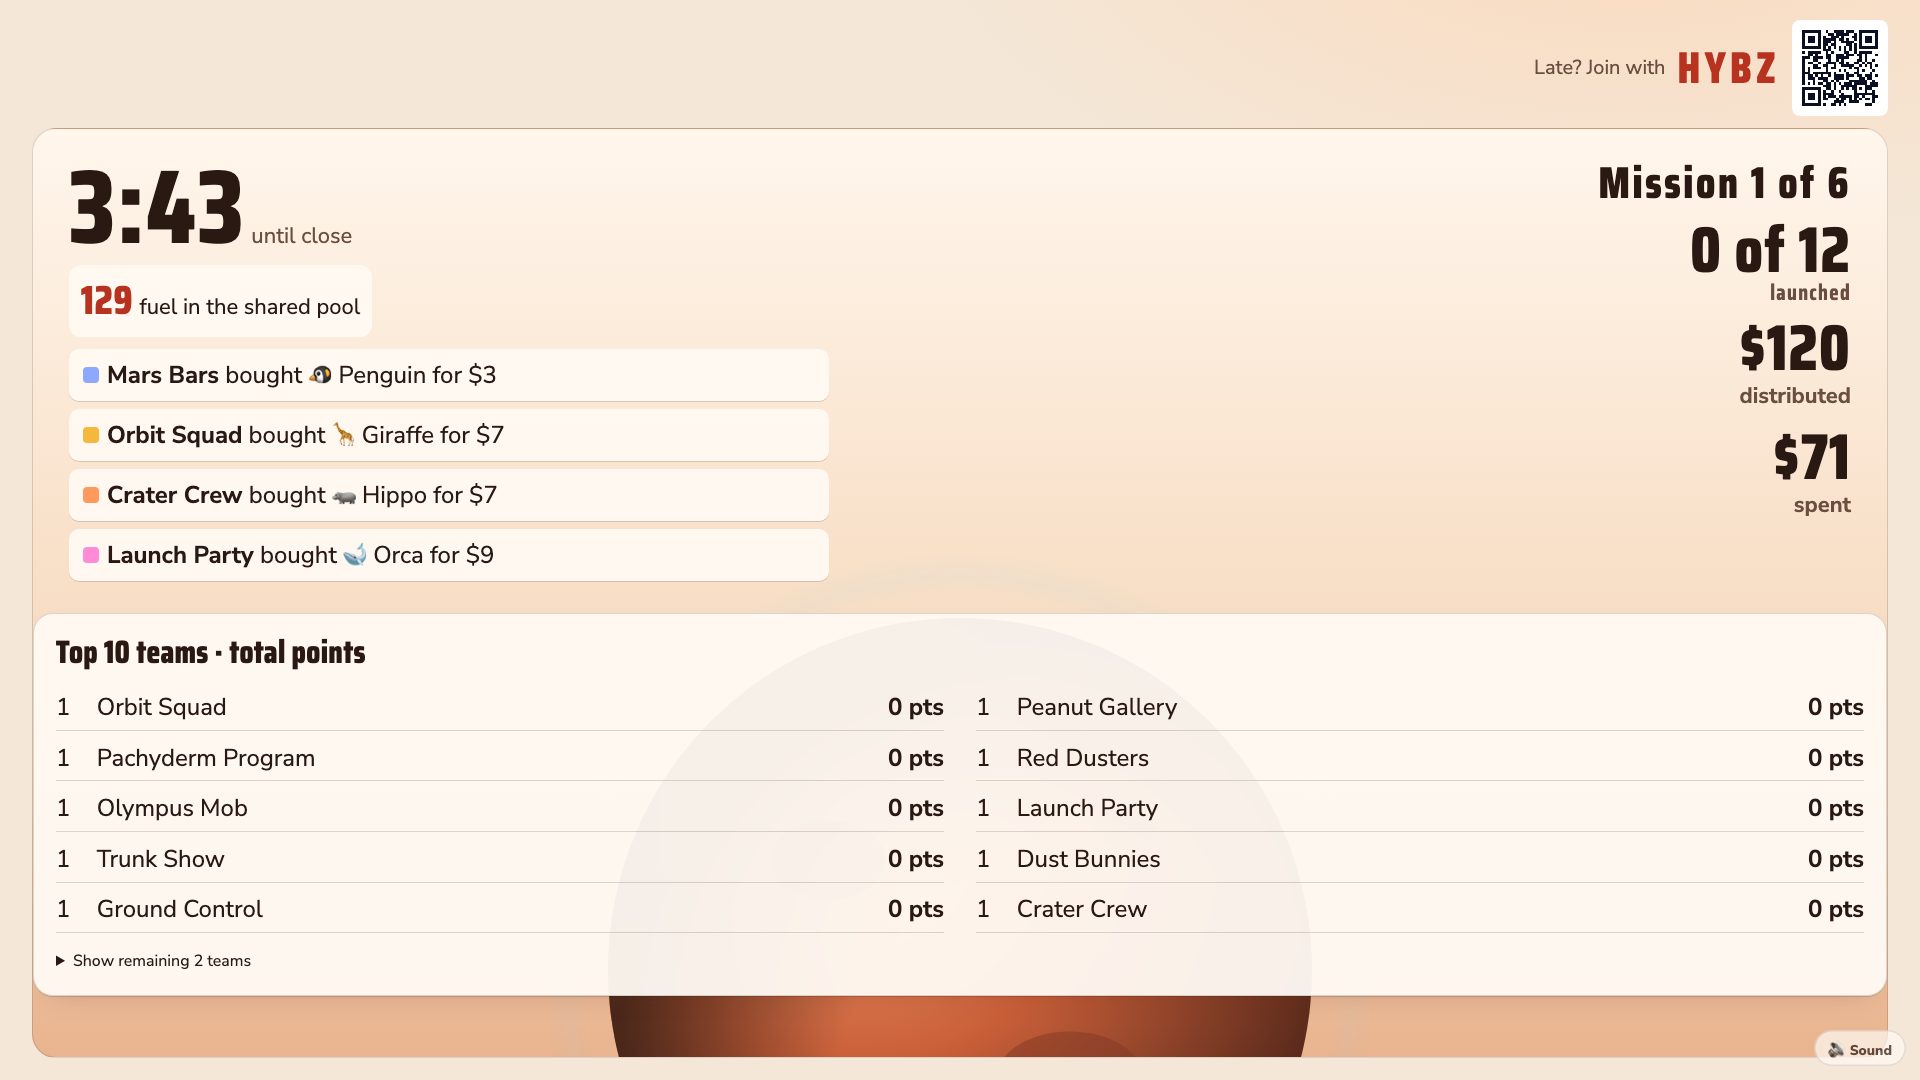 Late? Join with HYBZ
3:43 until close
129 fuel in the shared pool
Mars Bars bought Penguin for $3
Orbit Squad bought Giraffe for $7
Crater Crew bought Hippo for $7
Launch Party bought Orca for $9
Mission 1 of 6
0 of 12
launched
$120
distributed
$71
spent
Top 10 teams · total points
1 Orbit Squad 0 pts
1 Pachyderm Program 0 pts
1 Olympus Mob 0 pts
1 Trunk Show 0 pts
1 Ground Control 0 pts
1 Peanut Gallery 0 pts
1 Red Dusters 0 pts
1 Launch Party 0 pts
1 Dust Bunnies 0 pts
1 Crater Crew 0 pts
Show remaining 2 teams
Sound